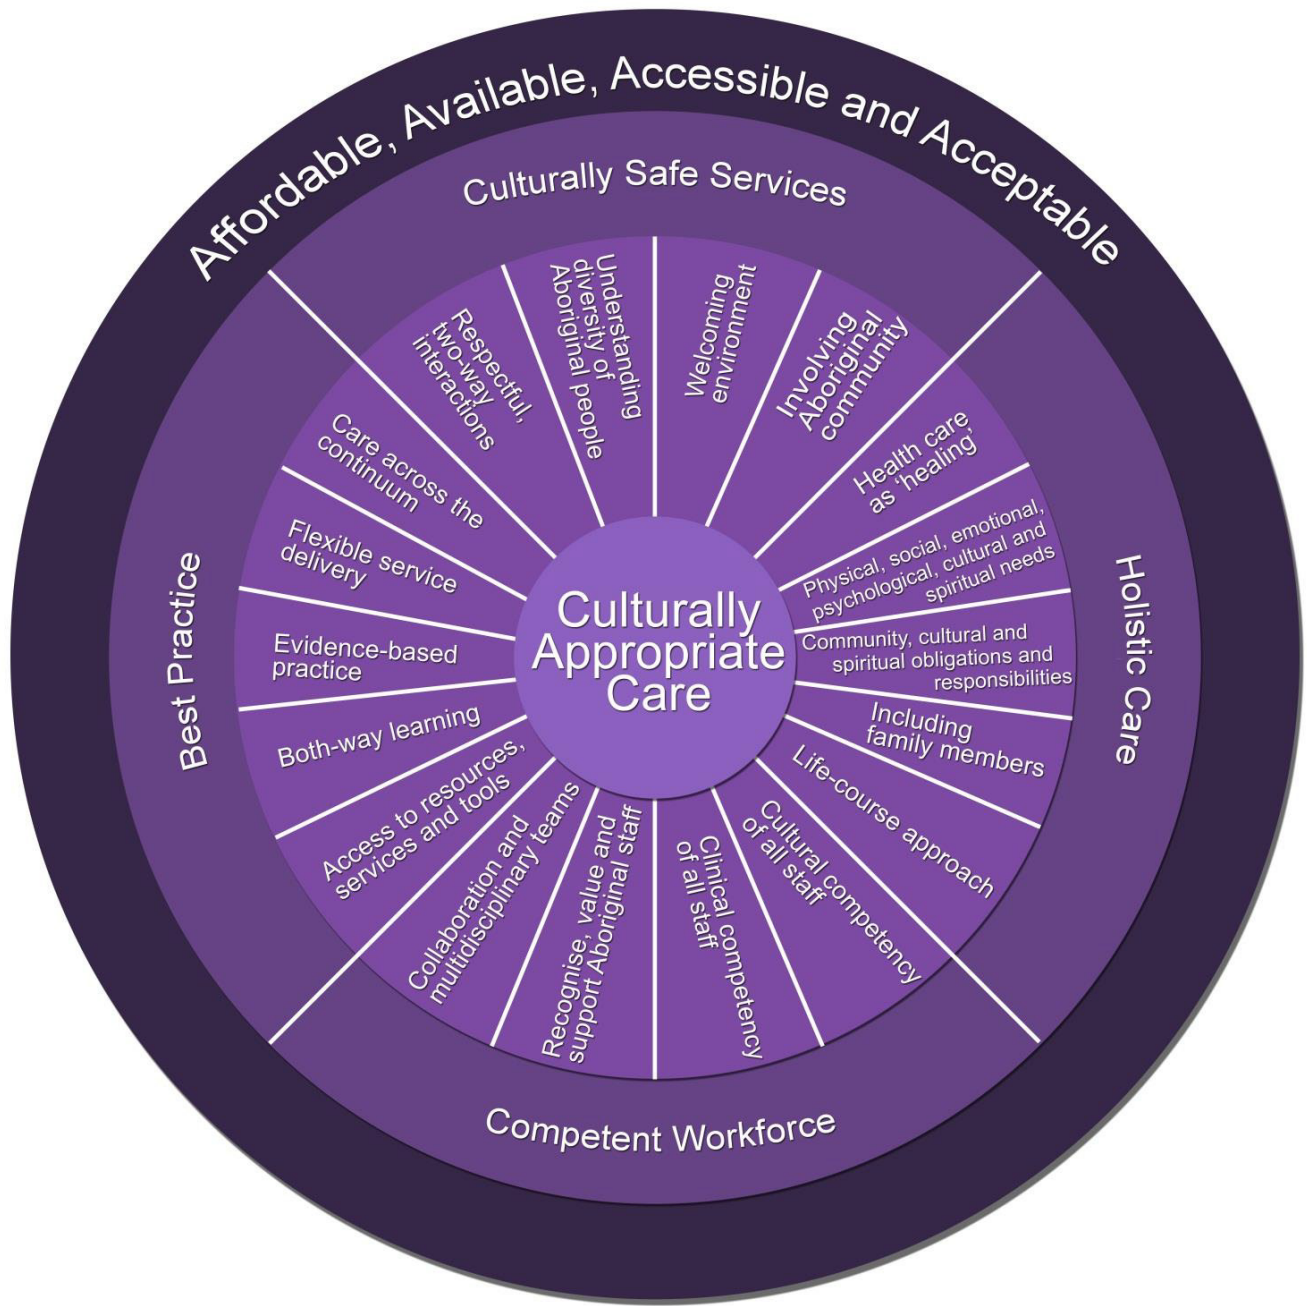 Affordable, Available, Accessible and Acceptable
Culturally Safe Services
Respectful,
two-way
interactions
Understanding
diversity of
Aboriginal people
Welcoming
environment
Involving
Aboriginal
community
Holistic Care
Health care
as ‘healing’
Physical, social, emotional,
psychological, cultural and
spiritual needs
Community, cultural and
spiritual obligations and
responsibilities
Including
family members
Life-course approach
Competent Workforce
Cultural competency
of all staff
Clinical competency
of all staff
Recognise, value and
support Aboriginal staff
Collaboration and
multidisciplinary teams
Best Practice
Access to resources,
services and tools
Both-way learning
Evidence-based
practice
Flexible service
delivery
Care across the
continuum
Culturally
Appropriate
Care